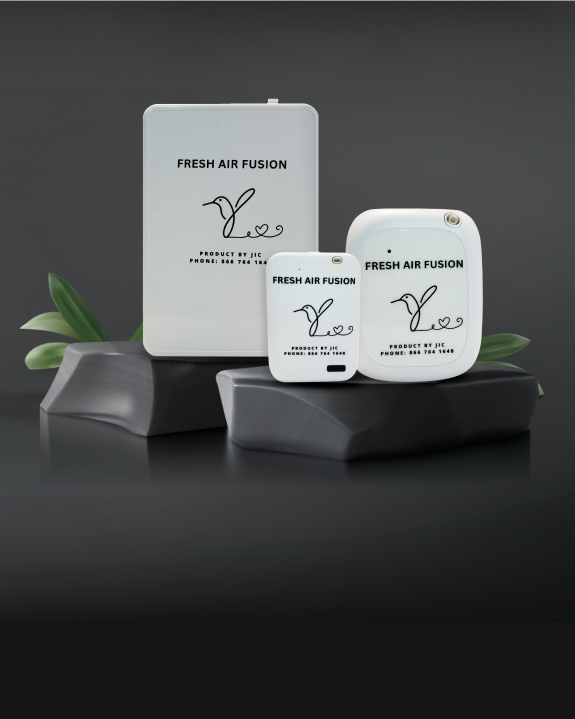 FRESH AIR FUSION
PRODUCT BY JIC
PHONE: 866 764 164
FRESH AIR FUSION
PRODUCT BY JIC
PHONE: 866 764 1648
FRESH AIR FUSION
PRODUCT BY JIC
PHONE: 866 764 1648